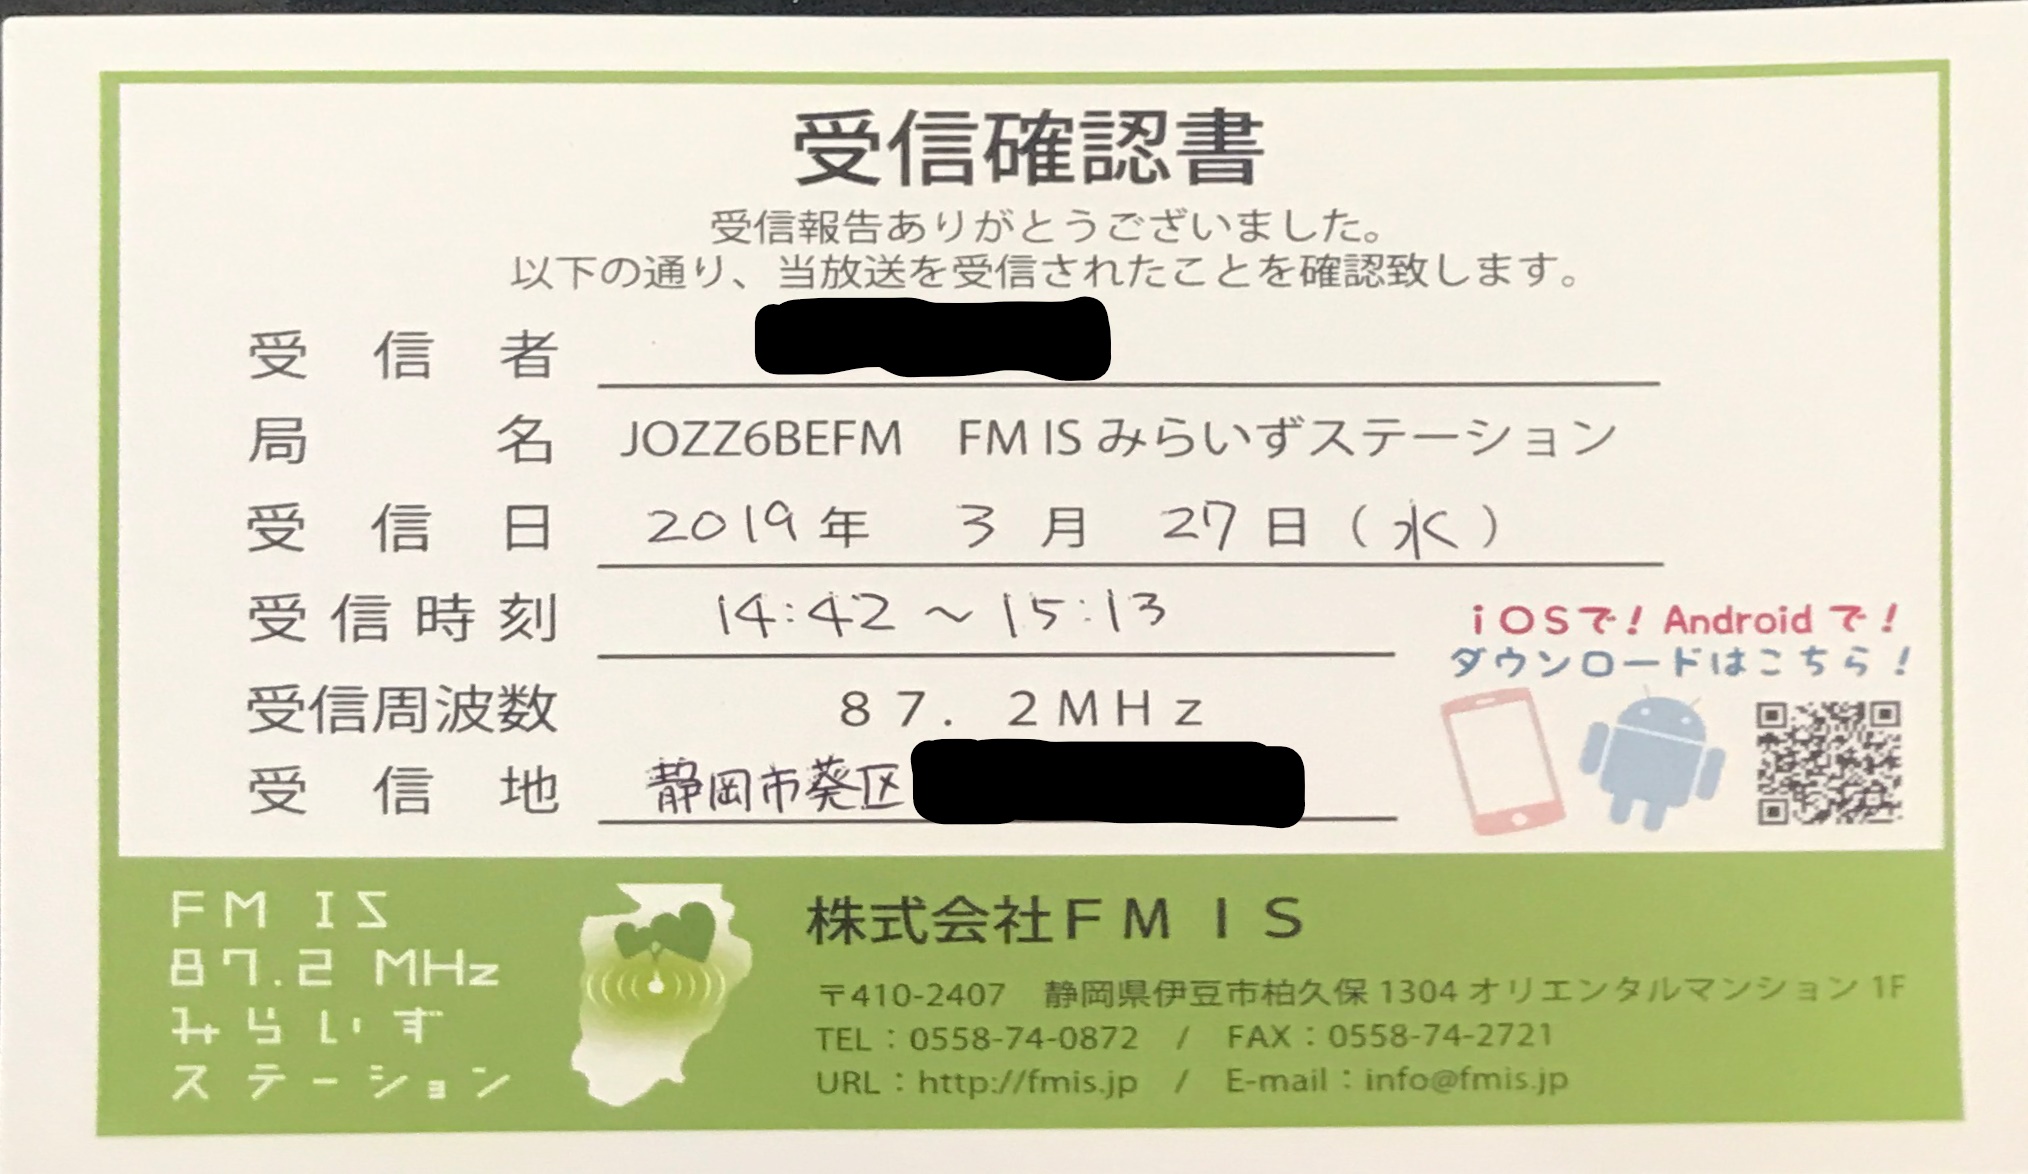 受信確認書
受信報告ありがとうございました。
以下の通り、当放送を受信されたことを確認致します。
受信者
局名 JOZZ6BEFM FM IS みらいずステーション
受信日 2019年 3月 27日(水)
受信時刻 14:42～15:13
受信周波数 87.2MHz
受信地 静岡市葵区
iOSで!Androidで!
ダウンロードはこちら!
FM IS
87.2 MHz
みらいず
ステーション
株式会社FM IS
〒410-2407 静岡県伊豆市柏久保1304オリエンタルマンション1F
TEL:0558-74-0872 / FAX:0558-74-2721
URL:http://fmis.jp / E-mail:info@fmis.jp